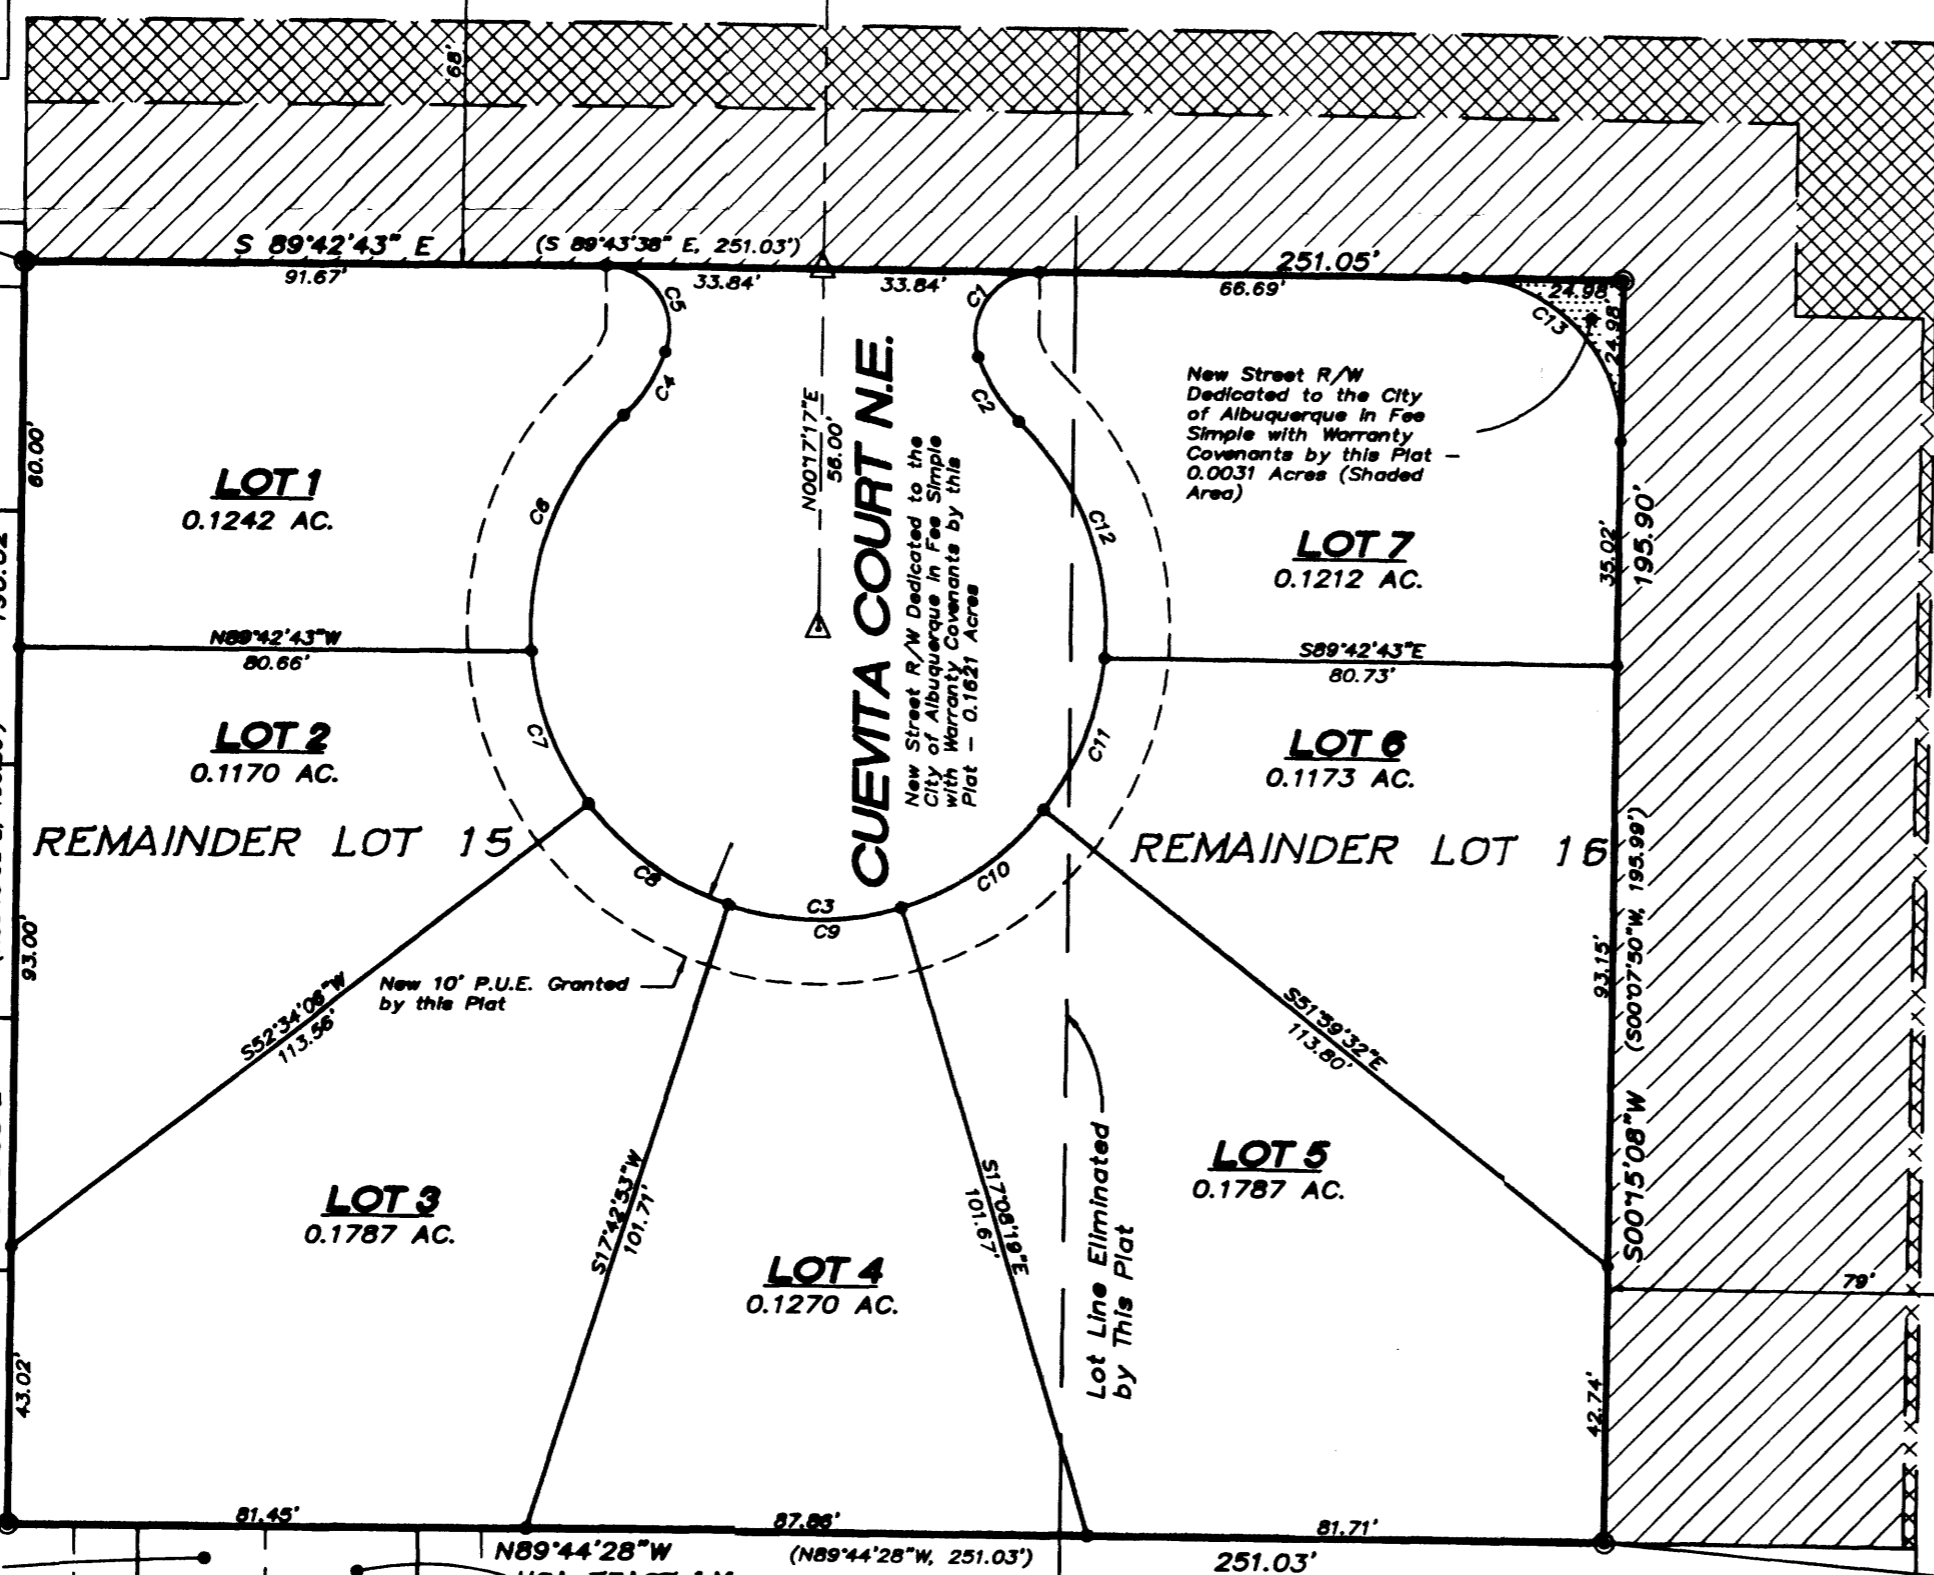 68'
S 89°42'43" E
(S 89°43'38" E, 251.03')
251.05'
91.67'
33.84'
33.84'
66.69'
24.98'
24.98'
C5
C1
C13
C4
C2
New Street R/W
Dedicated to the City
of Albuquerque in Fee
Simple with Warranty
Covenants by this Plat –
0.0031 Acres (Shaded
Area)
60.00'
N00°17'17"E
56.00'
CUEVITA COURT N.E.
New Street R/W Dedicated to the
City of Albuquerque in Fee Simple
with Warranty Covenants by this
Plat – 0.1621 Acres
LOT 1
0.1242 AC.
C6
C12
LOT 7
0.1212 AC.
35.02'
195.90'
N89°42'43"W
80.66'
S89°42'43"E
80.73'
LOT 2
0.1170 AC.
C7
C11
LOT 6
0.1173 AC.
REMAINDER LOT 15
REMAINDER LOT 16
C8
C3
C9
C10
93.00'
93.15'
(S00°07'50"W, 195.99')
New 10' P.U.E. Granted
by this Plat
S52°34'06"W
113.56'
S51°59'32"E
113.80'
S00°15'08"W
LOT 3
0.1787 AC.
S17°42'53"W
101.71'
S17°08'19"E
101.67'
LOT 5
0.1787 AC.
Lot Line Eliminated
by This Plat
LOT 4
0.1270 AC.
79'
43.02'
42.74'
81.45'
87.86'
81.71'
N89°44'28"W
(N89°44'28"W, 251.03')
251.03'